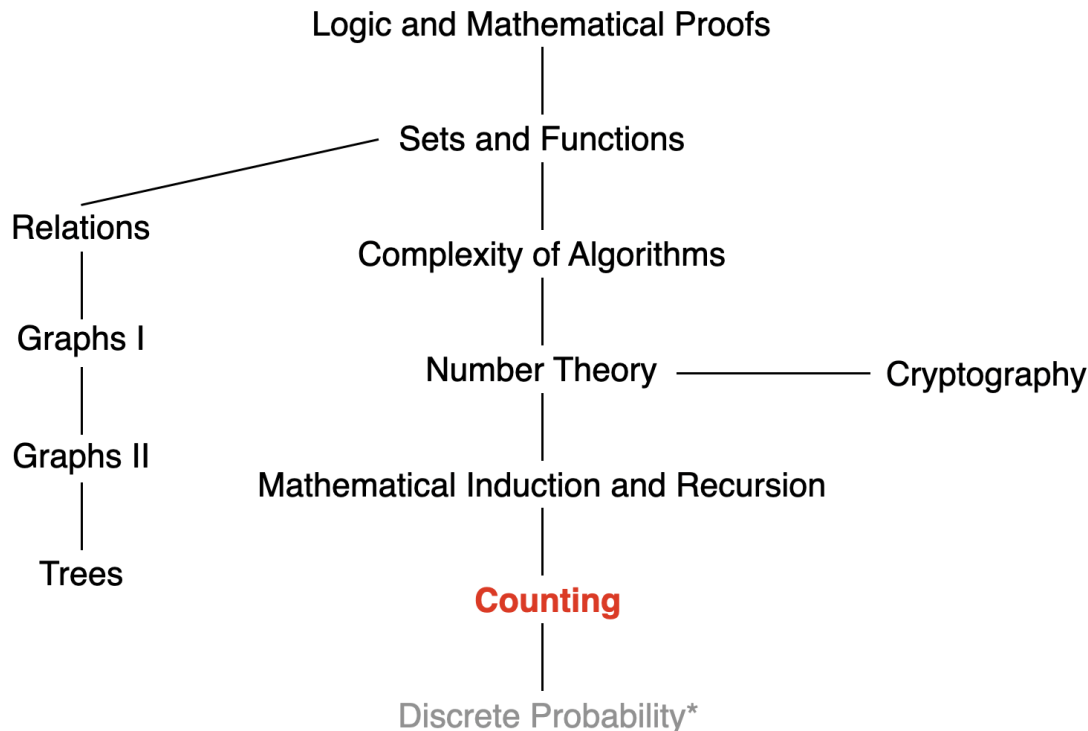 Logic and Mathematical Proofs
Sets and Functions
Relations
Complexity of Algorithms
Graphs I
Number Theory
Cryptography
Graphs II
Mathematical Induction and Recursion
Trees
Counting
Discrete Probability*